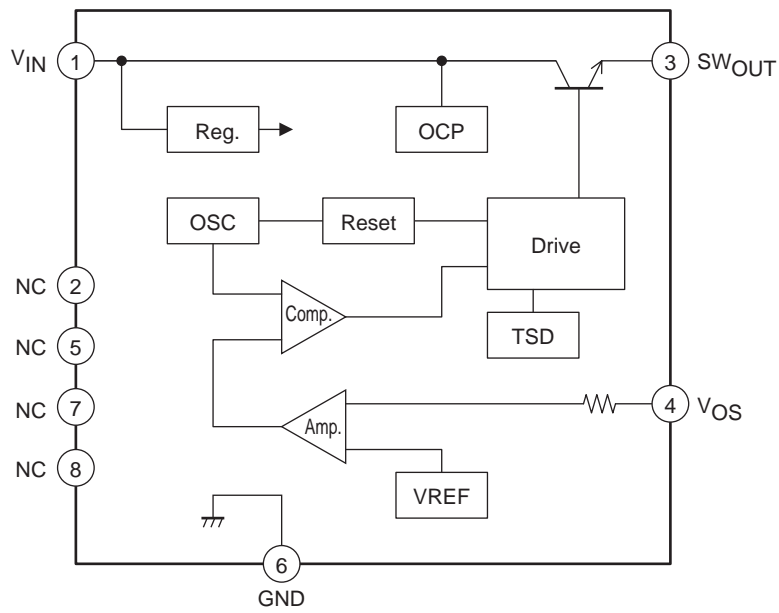 VIN
1
3
SWOUT
Reg.
OCP
OSC
Reset
Drive
NC
2
Comp.
TSD
NC
5
NC
7
Amp.
4
VOS
NC
8
VREF
6
GND